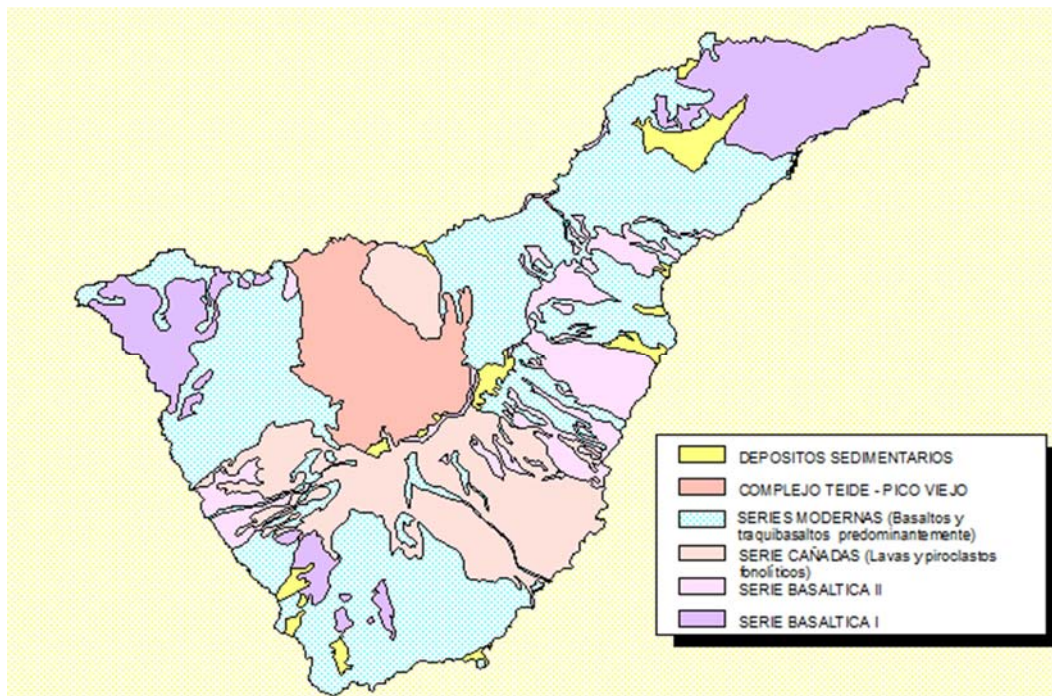 DEPOSITOS SEDIMENTARIOS
COMPLEJO TEIDE - PICO VIEJO
SERIES MODERNAS (Basaltos y
traquibasaltos predominantemente)
SERIE CAÑADAS (Lavas y piroclastos
fonolíticos)
SERIE BASALTICA II
SERIE BASALTICA I